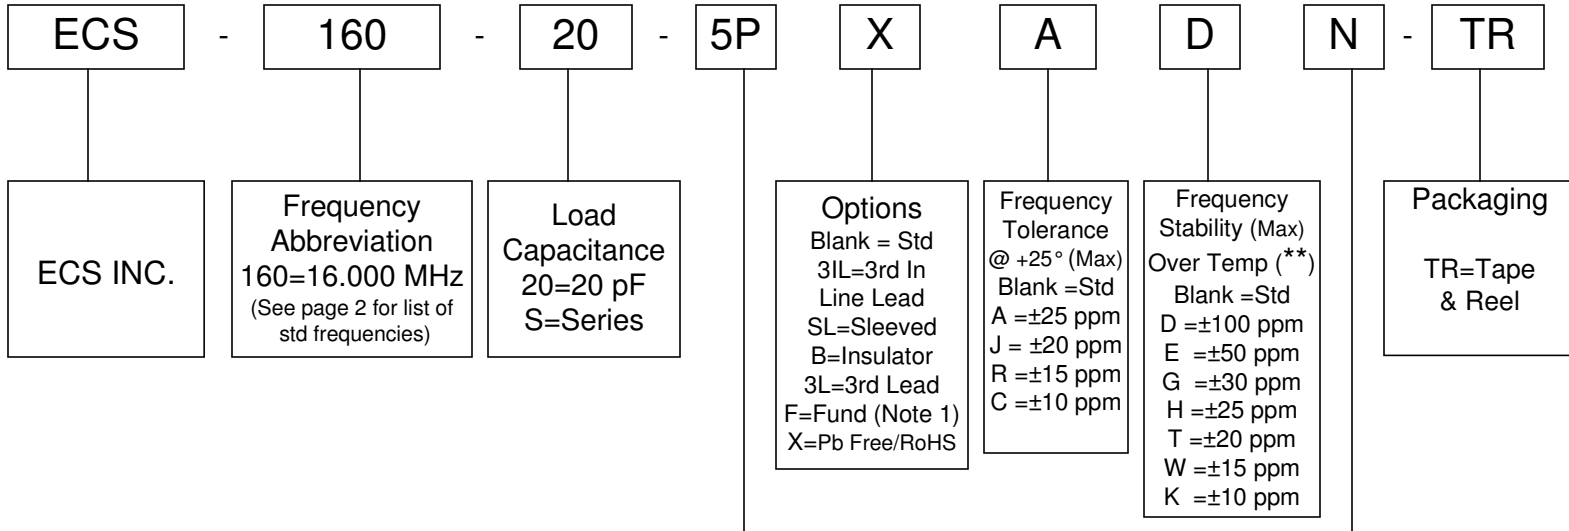 ECS - 160 - 20 - 5P X A D N - TR
ECS INC.
Frequency
Abbreviation
160=16.000 MHz
(See page 2 for list of
std frequencies)
Load
Capacitance
20=20 pF
S=Series
Options
Blank = Std
3IL=3rd In
Line Lead
SL=Sleeved
B=Insulator
3L=3rd Lead
F=Fund (Note 1)
X=Pb Free/RoHS
Frequency
Tolerance
@ +25° (Max)
Blank =Std
A =±25 ppm
J = ±20 ppm
R =±15 ppm
C =±10 ppm
Frequency
Stability (Max)
Over Temp (**)
Blank =Std
D =±100 ppm
E =±50 ppm
G =±30 ppm
H =±25 ppm
T =±20 ppm
W =±15 ppm
K =±10 ppm
Packaging
TR=Tape
& Reel